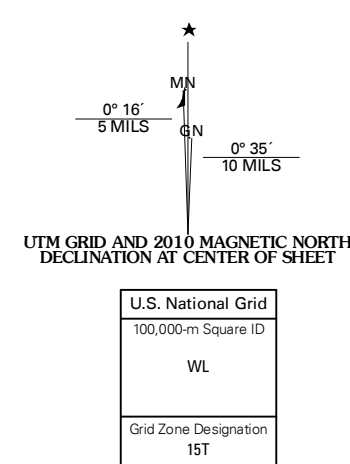 MN
0° 16´
5 MILS
GN
0° 35´
10 MILS
UTM GRID AND 2010 MAGNETIC NORTH
DECLINATION AT CENTER OF SHEET
U.S. National Grid
100,000-m Square ID
WL
Grid Zone Designation
15T